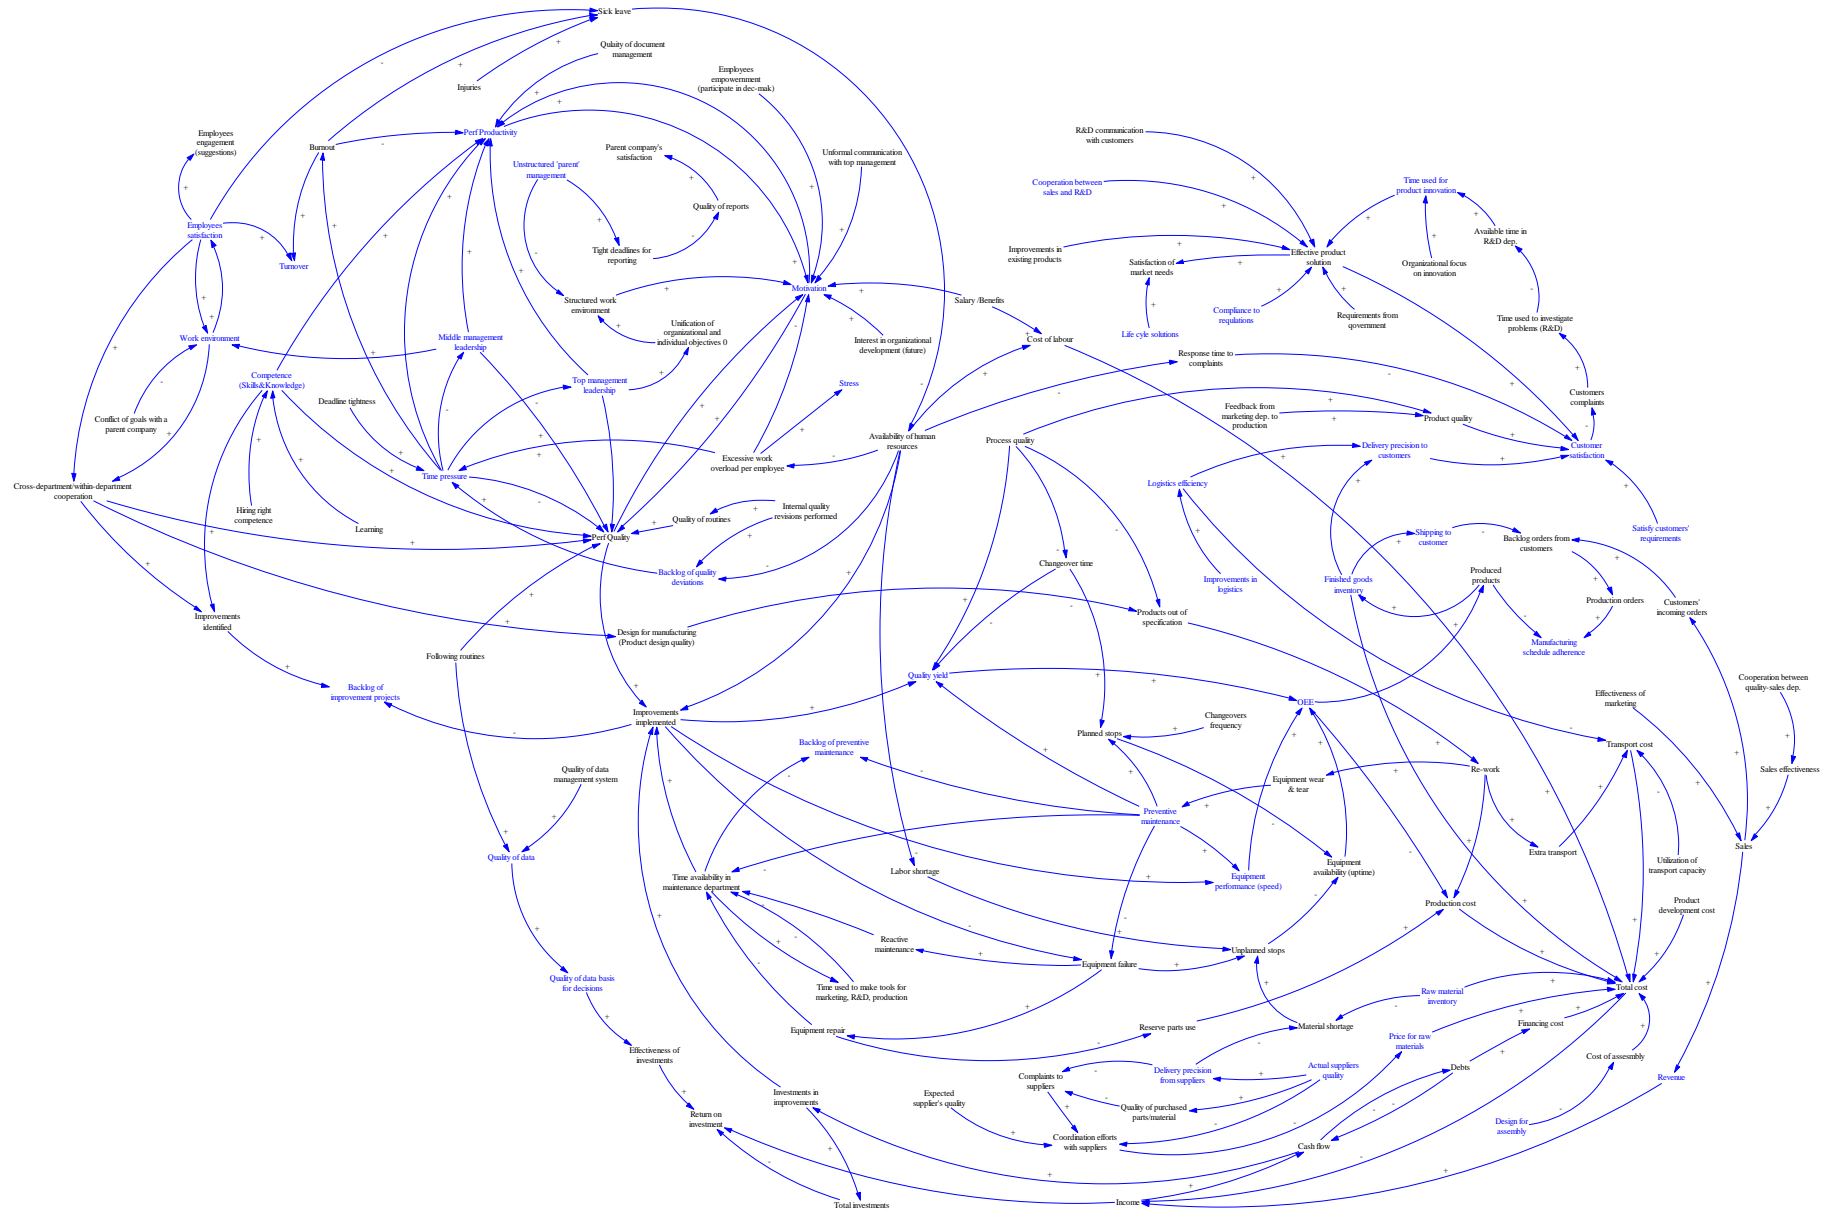 Sick leave
Qulaity of document
management
Employees
empowernment
(participate in dec-mak)
Injuries
Employees
engagement
(suggestions)
Burnout
Perf Productivity
Parent company's
satisfaction
Unformal communication
with top management
Unstructured 'parent'
management
R&D communication
with customers
Cooperation between
sales and R&D
Time used for
product innovation
Quality of reports
Employees
satisfaction
Turnover
Tight deadlines for
reporting
Available time in
R&D dep.
Improvements in
existing products
Effective product
solution
Satisfaction of
market needs
Organizational focus
on innovation
Motivation
Structured work
environment
Salary /Benefits
Compliance to
requlations
Requirements from
qovernment
Time used to investigate
problems (R&D)
Life cyle solutions
Work environment
Middle management
leadership
Unification of
organizational and
individual objectives 0
Interest in organizational
development (future)
Cost of labour
Response time to
complaints
Competence
(Skills&Knowledge)
Top management
leadership
Stress
Customers
complaints
Deadline tightness
Conflict of goals with a
parent company
Feedback from
marketing dep. to
production
Product quality
Availability of human
resources
Process quality
Customer
satisfaction
Delivery precision to
customers
Excessive work
overload per employee
Time pressure
Logistics efficiency
Cross-department/within-department
cooperation
Hiring right
competence
Learning
Quality of routines
Internal quality
revisions performed
Perf Quality
Satisfy customers'
requirements
Shipping to
customer
Backlog orders from
customers
Changeover time
Backlog of quality
deviations
Improvements in
logistics
Finished goods
inventory
Produced
products
Production orders
Customers'
incoming orders
Improvements
identified
Products out of
specification
Design for manufacturing
(Product design quality)
Manufacturing
schedule adherence
Following routines
Quality yield
Cooperation between
quality-sales dep.
Backlog of
improvement projects
Effectiveness of
marketing
OEE
Improvements
implemented
Changeovers
frequency
Planned stops
Backlog of preventive
maintenance
Transport cost
Quality of data
management system
Equipment wear
& tear
Re-work
Sales effectiveness
Preventive
maintenance
Sales
Quality of data
Extra transport
Utilization of
transport capacity
Time availability in
maintenance department
Labor shortage
Equipment
performance (speed)
Equipment
availability (uptime)
Production cost
Product
development cost
Reactive
maintenance
Unplanned stops
Equipment failure
Quality of data basis
for decisions
Time used to make tools for
marketing, R&D, production
Raw material
inventory
Total cost
Equipment repair
Reserve parts use
Material shortage
Financing cost
Price for raw
materials
Effectiveness of
investments
Cost of assesmbly
Complaints to
suppliers
Delivery precision
from suppliers
Actual suppliers
quality
Debts
Revenue
Investments in
improvements
Expected
supplier's quality
Quality of purchased
parts/material
Return on
investment
Design for
assembly
Coordination efforts
with suppliers
Cash flow
Total investments
Income